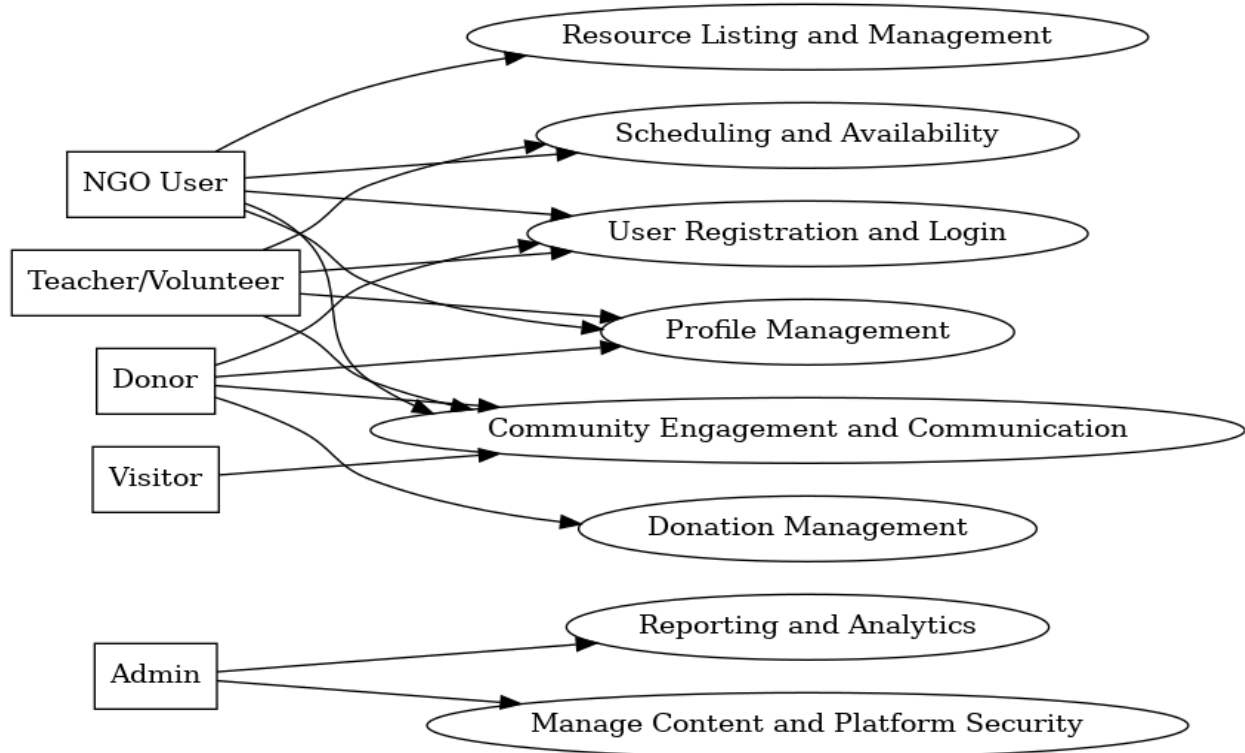 Resource Listing and Management
Scheduling and Availability
NGO User
User Registration and Login
Teacher/Volunteer
Profile Management
Donor
Community Engagement and Communication
Visitor
Donation Management
Reporting and Analytics
Admin
Manage Content and Platform Security